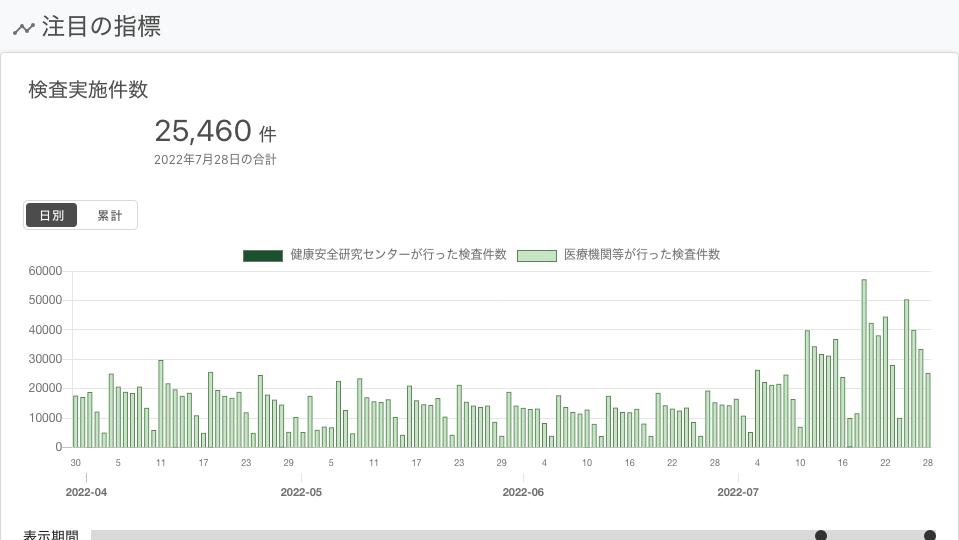 注目の指標
検査実施件数
25,460 件
2022年7月28日の合計
日別 累計
健康安全研究センターが行った検査件数 医療機関等が行った検査件数
60000
50000
40000
30000
20000
10000
0
30 5 11 17 23 29 5 11 17 23 29 4 10 16 22 28 4 10 16 22 28
2022-04 2022-05 2022-06 2022-07
表示期間